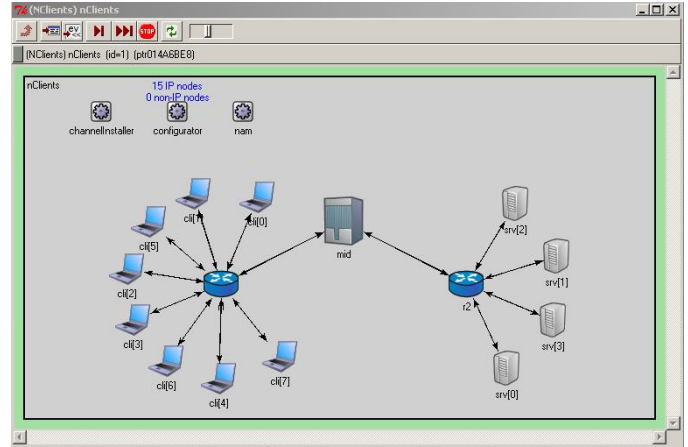 (NClients) nClients
STOP
(NClients) nClients (id=1) (ptr014A6BE8)
nClients
15 IP nodes
0 non-IP nodes
channelInstaller
configurator
nam
cli[1]
cli[0]
cli[5]
mid
srv[2]
cli[2]
srv[1]
r1
r2
cli[3]
srv[3]
cli[6]
cli[7]
cli[4]
srv[0]